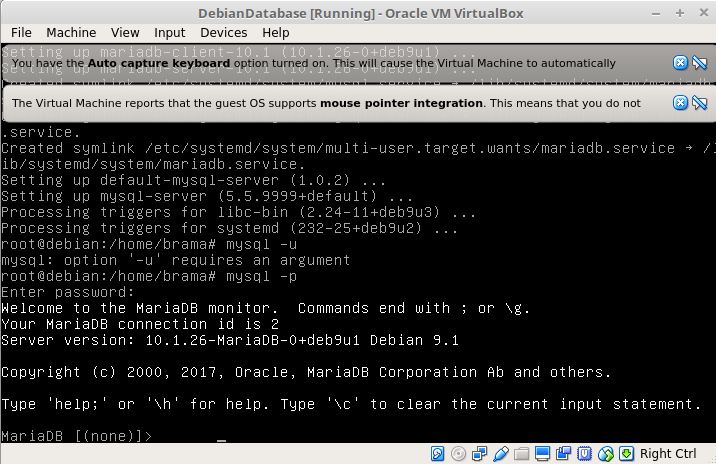 DebianDatabase [Running] - Oracle VM VirtualBox
File Machine View Input Devices Help
Setting up mariadb-client-10.1 (10.1.26-0+deb9u1) ...
You have the Auto capture keyboard option turned on. This will cause the Virtual Machine to automatically
The Virtual Machine reports that the guest OS supports mouse pointer integration. This means that you do not
.service.
Created symlink /etc/systemd/system/multi-user.target.wants/mariadb.service → /l
ib/systemd/system/mariadb.service.
Setting up default-mysql-server (1.0.2) ...
Setting up mysql-server (5.5.9999+default) ...
Processing triggers for libc-bin (2.24-11+deb9u3) ...
Processing triggers for systemd (232-25+deb9u2) ...
root@debian:/home/brama# mysql -u
mysql: option '-u' requires an argument
root@debian:/home/brama# mysql -p
Enter password:
Welcome to the MariaDB monitor.  Commands end with ; or \g.
Your MariaDB connection id is 2
Server version: 10.1.26-MariaDB-0+deb9u1 Debian 9.1
Copyright (c) 2000, 2017, Oracle, MariaDB Corporation Ab and others.
Type 'help;' or '\h' for help. Type '\c' to clear the current input statement.
MariaDB [(none)]> _
Right Ctrl